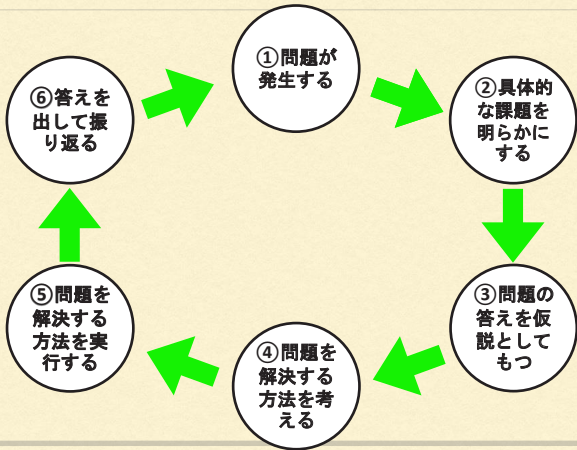 ①問題が
発生する
②具体的
な課題を
明らかに
する
③問題の
答えを仮
説として
もつ
④問題を
解決する
方法を考
える
⑤問題を
解決する
方法を実
行する
⑥答えを
出して振
り返る